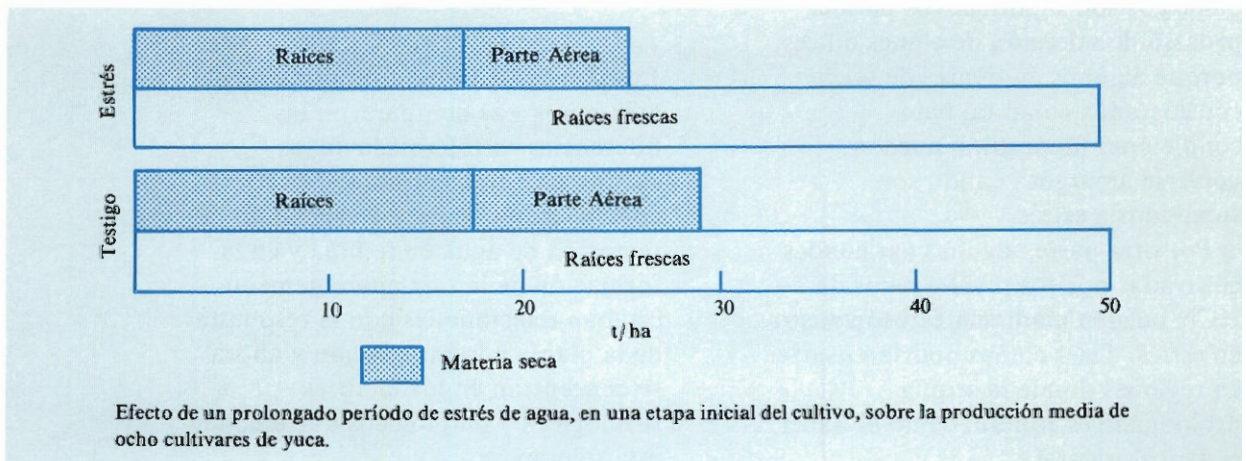 Estrés
Raíces
Parte Aérea
Raíces frescas
Testigo
Raíces
Parte Aérea
Raíces frescas
10 20 30 40 50
t/ha
Materia seca
Efecto de un prolongado período de estrés de agua, en una etapa inicial del cultivo, sobre la producción media de
ocho cultivares de yuca.